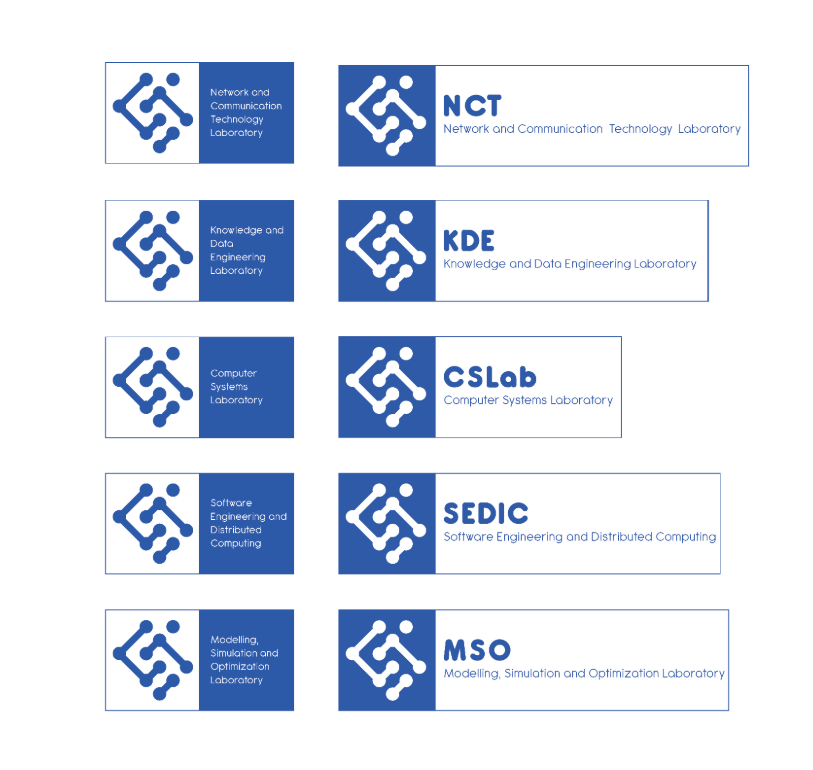 Network and
Communication
Technology
Laboratory
NCT
Network and Communication Technology Laboratory
Knowledge and
Data
Engineering
Laboratory
KDE
Knowledge and Data Engineering Laboratory
Computer
Systems
Laboratory
CSLab
Computer Systems Laboratory
Software
Engineering and
Distributed
Computing
SEDIC
Software Engineering and Distributed Computing
Modelling,
Simulation and
Optimization
Laboratory
MSO
Modelling, Simulation and Optimization Laboratory